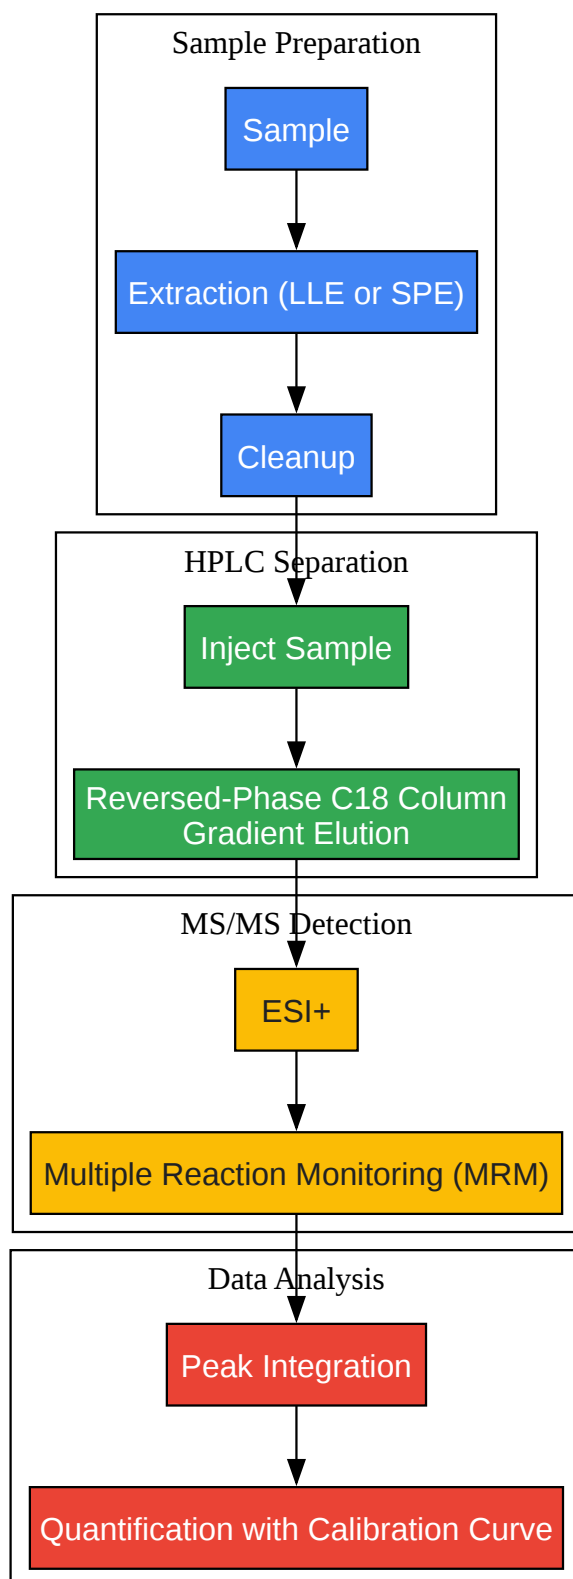 Sample Preparation
Sample
Extraction (LLE or SPE)
Cleanup
HPLC Separation
Inject Sample
Reversed-Phase C18 Column
Gradient Elution
MS/MS Detection
ESI+
Multiple Reaction Monitoring (MRM)
Data Analysis
Peak Integration
Quantification with Calibration Curve